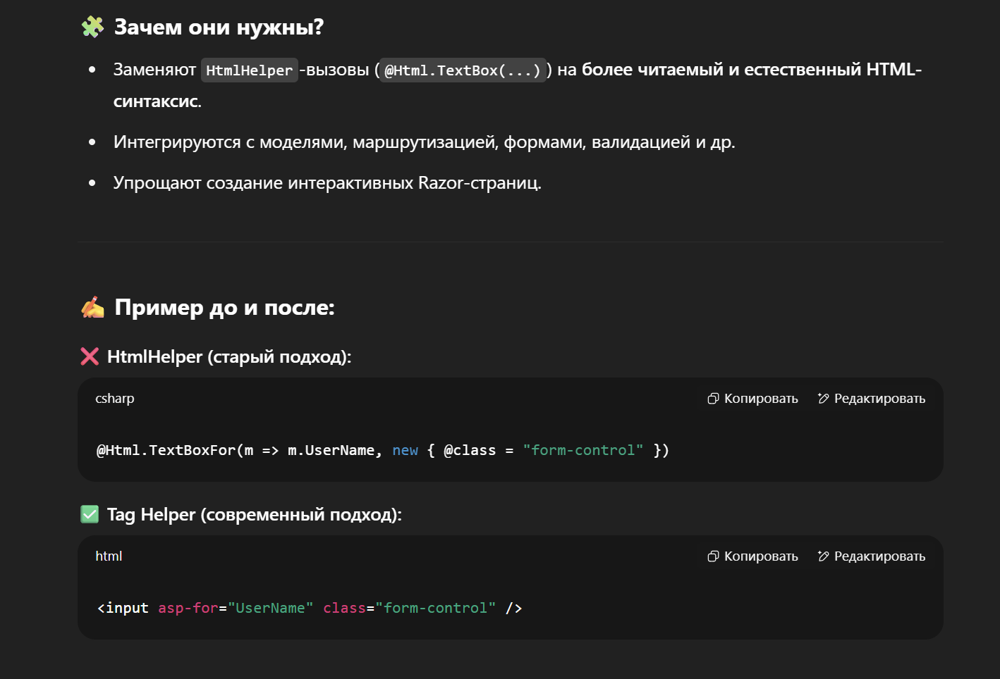 🧩 Зачем они нужны?
• Заменяют HtmlHelper-вызовы (@Html.TextBox(...)) на более читаемый и естественный HTML-
синтаксис.
• Интегрируются с моделями, маршрутизацией, формами, валидацией и др.
• Упрощают создание интерактивных Razor-страниц.
✍️ Пример до и после:
❌ HtmlHelper (старый подход):
csharp Копировать Редактировать
@Html.TextBoxFor(m => m.UserName, new { @class = "form-control" })
✅ Tag Helper (современный подход):
html Копировать Редактировать
<input asp-for="UserName" class="form-control" />